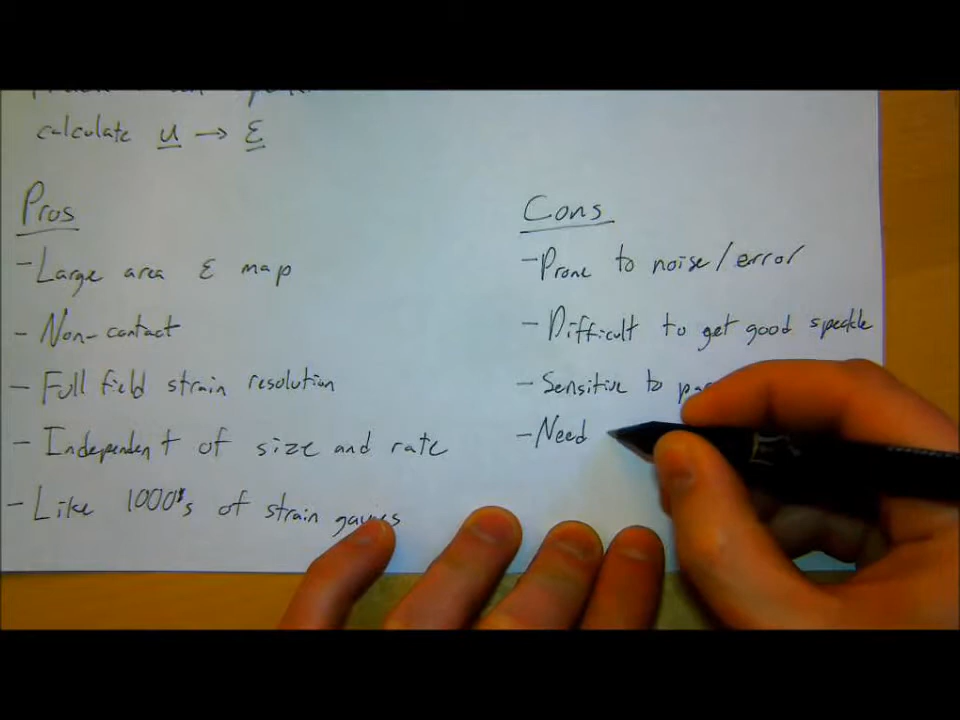 calculate u → ε
Pros
- Large area ε map
- Non-contact
- Full field strain resolution
- Independent of size and rate
- Like 1000's of strain gauges
Cons
- Prone to noise/error
- Difficult to get good speckle
- Sensitive to
- Need